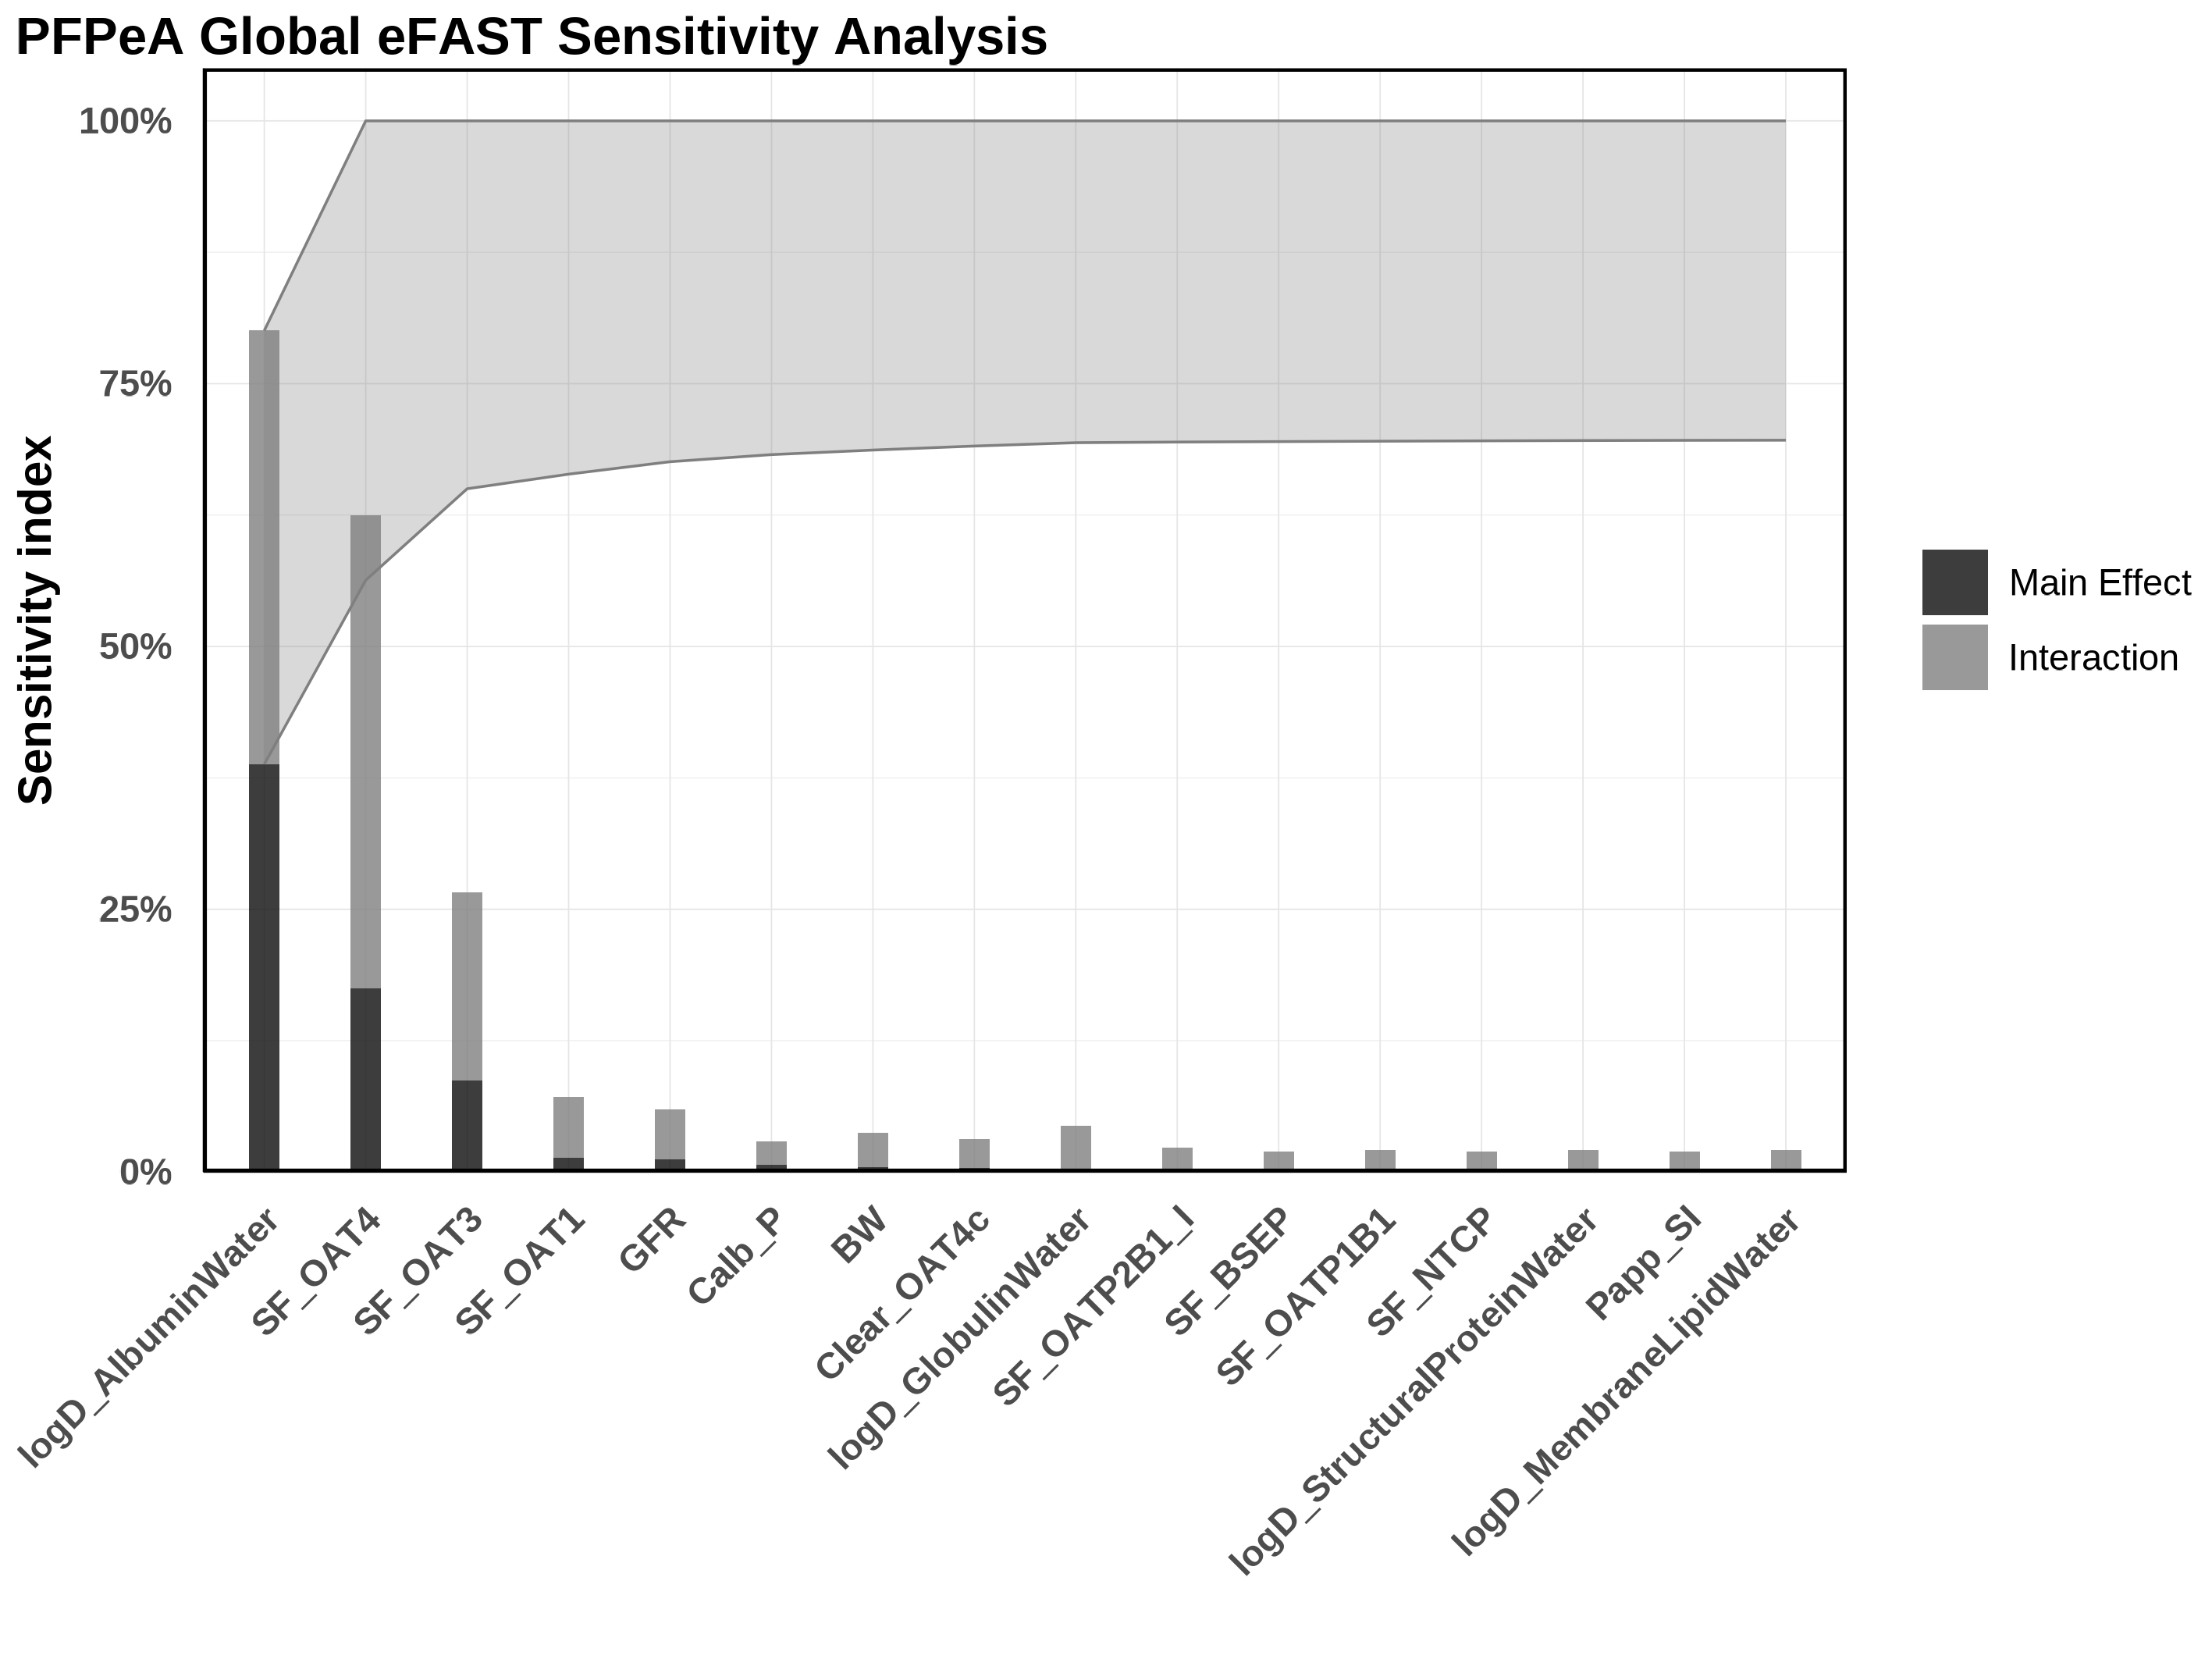 PFPeA Global eFAST Sensitivity Analysis
Sensitivity index
100%
75%
50%
25%
0%
logD_AlbuminWater
SF_OAT4
SF_OAT3
SF_OAT1
GFR
Calb_P
BW
Clear_OAT4c
logD_GlobulinWater
SF_OATP2B1_I
SF_BSEP
SF_OATP1B1
SF_NTCP
logD_StructuralProteinWater
Papp_SI
logD_MembraneLipidWater
Main Effect
Interaction